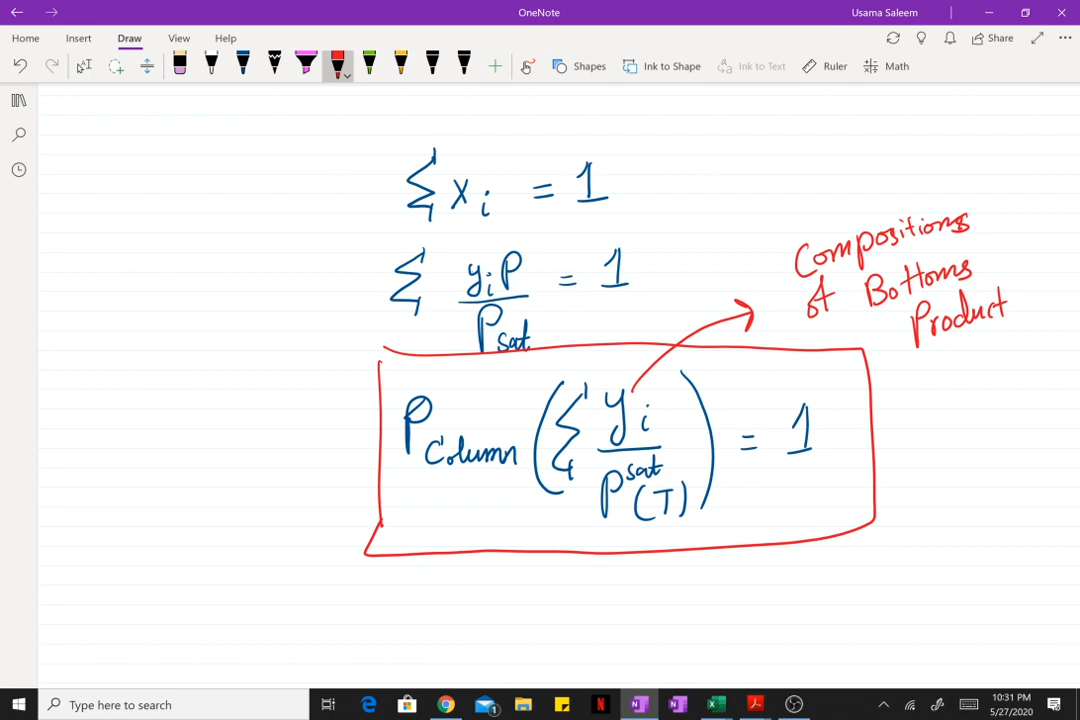 OneNote
Usama Saleem
Home Insert Draw View Help
Share
Shapes Ink to Shape Ink to Text Ruler Math
Σ xi = 1
Σ yiP / Psat = 1
Compositions
of Bottoms
Product
PColumn (Σ yi / Psat(T)) = 1
Type here to search
1
10:31 PM
5/27/2020